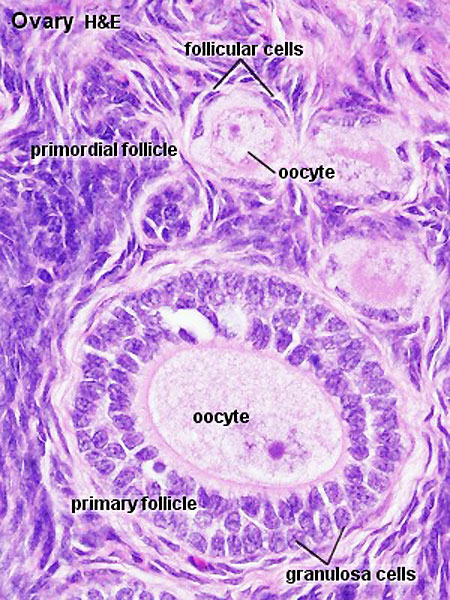 Ovary H&E
follicular cells
primordial follicle
oocyte
oocyte
primary follicle
granulosa cells